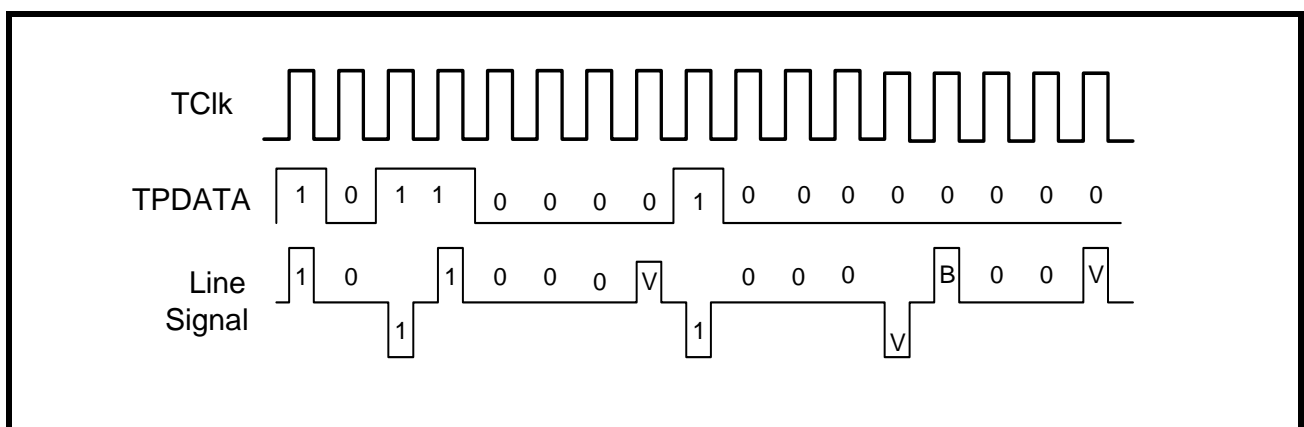 TClk
TPDATA 1 0 1 1 0 0 0 0 1 0 0 0 0 0 0 0 0
Line Signal 1 0 1 1 0 0 0 V 1 0 0 0 V B 0 0 V